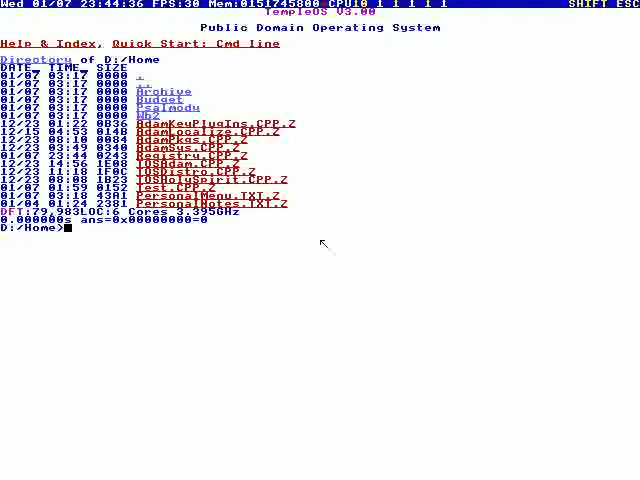 Wed 01/07 23:44:36 FPS:30 Mem:0151745800 CPU10 1 1 1 1 1 SHIFT ESC
TempleOS V3.00
Public Domain Operating System
Help & Index, Quick Start: Cmd line
Directory of D:/Home
DATE_ TIME_ SIZE
01/07 03:17 0000 .
01/07 03:17 0000 ..
01/07 03:17 0000 Archive
01/07 03:17 0000 Budget
01/07 03:17 0000 Psalmody
01/07 03:17 0000 Wb2
12/23 01:22 0B36 AdamKeyPlugIns.CPP.Z
12/15 04:53 014B AdamLocalize.CPP.Z
12/23 08:10 0084 AdamPkgs.CPP.Z
12/23 03:49 0340 AdamSys.CPP.Z
01/07 23:44 0243 Registry.CPP.Z
12/23 14:56 1E08 TOSAdam.CPP.Z
12/23 11:18 1F0C TOSDistro.CPP.Z
12/23 08:08 1B23 TOSHolySpirit.CPP.Z
01/07 01:59 0152 Test.CPP.Z
01/07 03:18 43A1 PersonalMenu.TXT.Z
01/04 01:24 2381 PersonalNotes.TXT.Z
DFT:79,983LOC:6 Cores 3.395GHz
0.000000s ans=0x00000000=0
D:/Home>